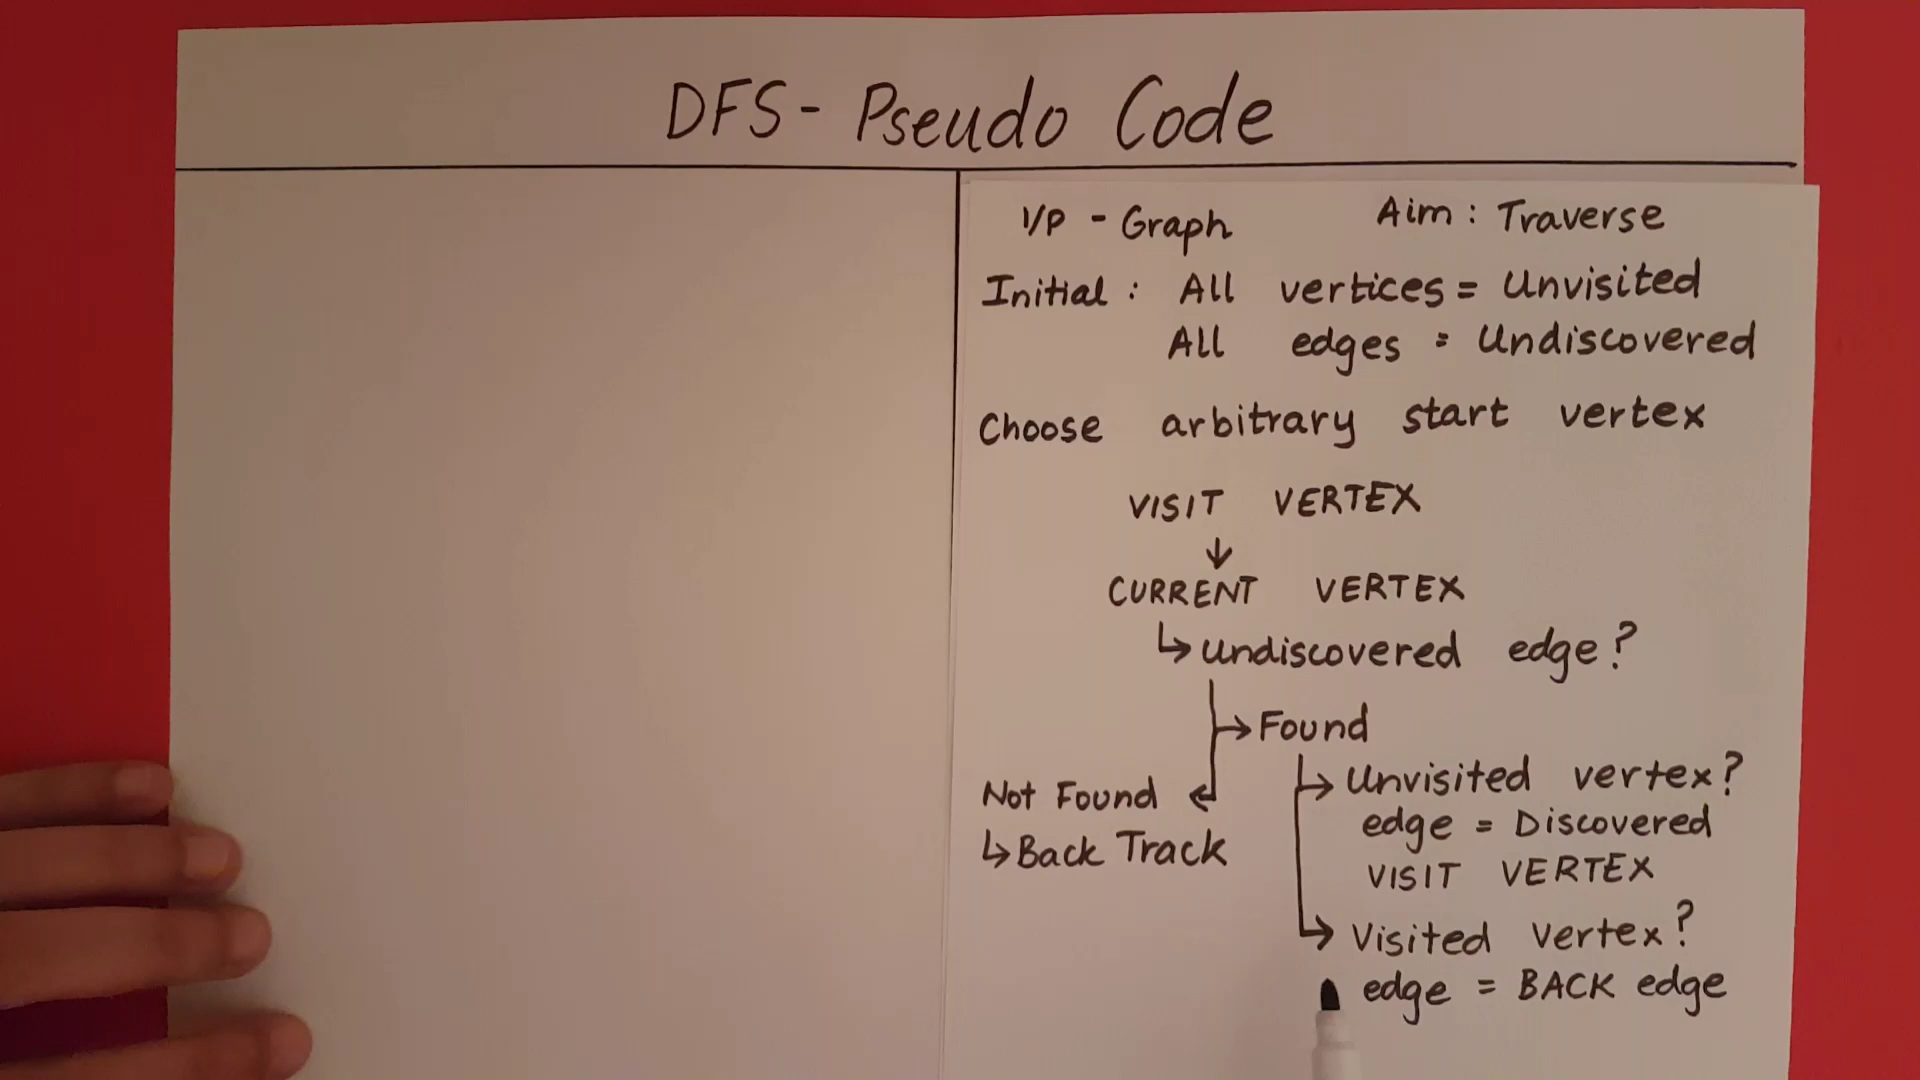 DFS - Pseudo Code
I/P - Graph Aim : Traverse
Initial : All vertices = Unvisited
All edges = Undiscovered
Choose arbitrary start vertex
VISIT VERTEX
↓
CURRENT VERTEX
↳ undiscovered edge?
→ Found
→ Unvisited vertex?
Not Found ↵
edge = Discovered
↳ Back Track
VISIT VERTEX
→ Visited vertex?
edge = BACK edge